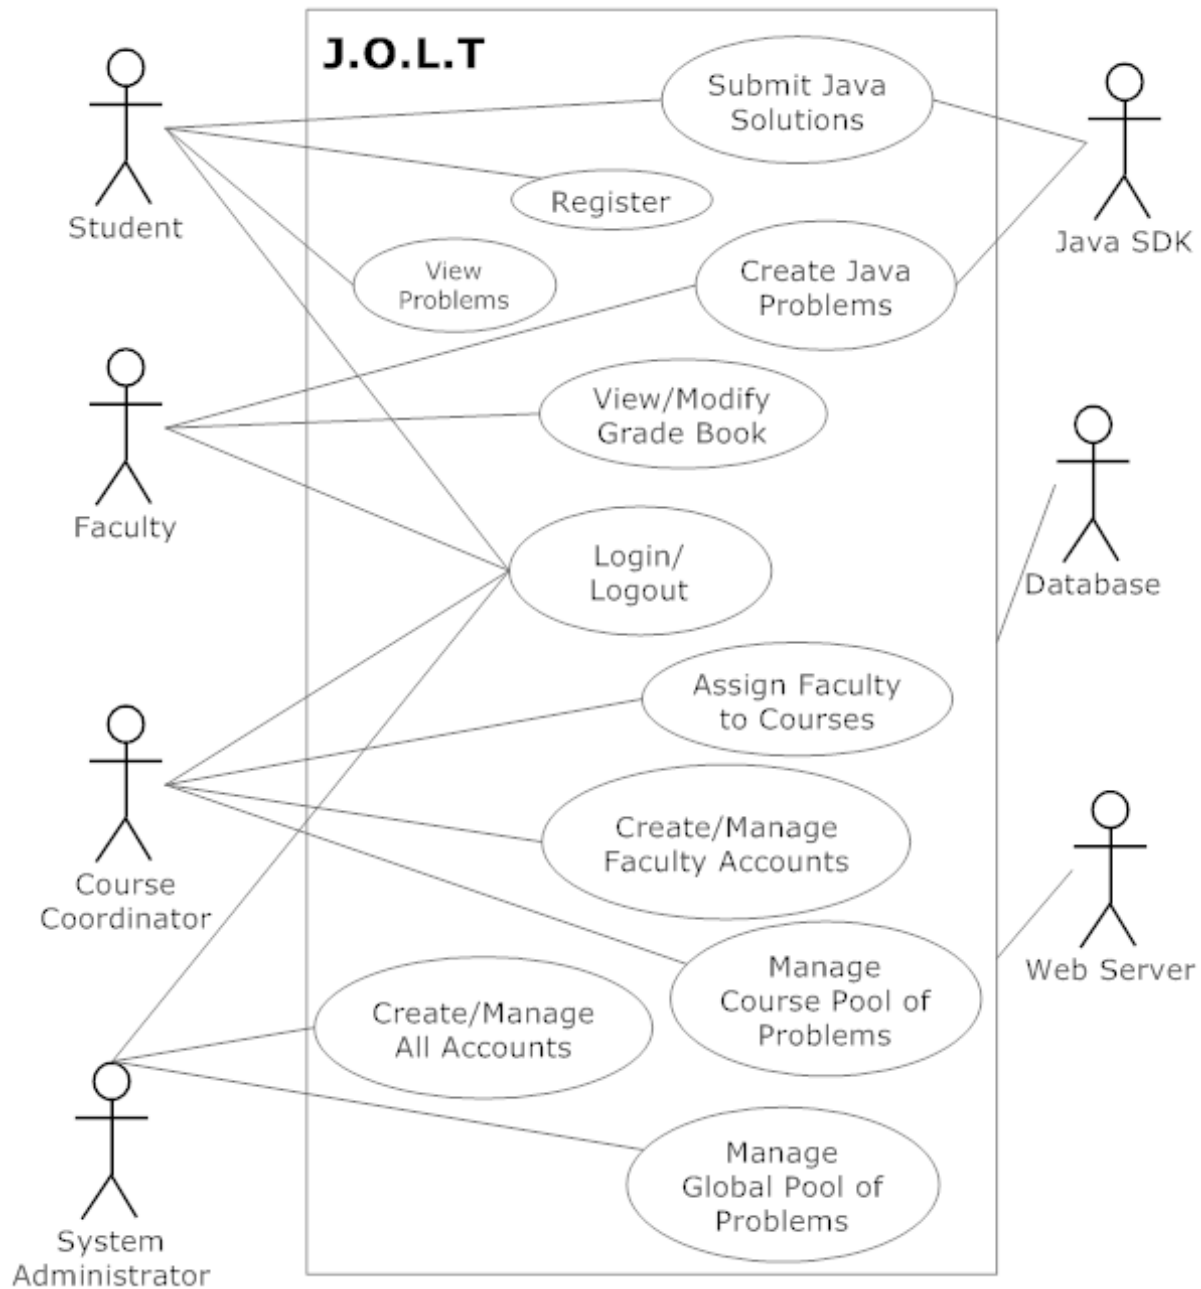 J.O.L.T
Submit Java
Solutions
Student
Register
Java SDK
View
Problems
Create Java
Problems
View/Modify
Grade Book
Faculty
Login/
Logout
Database
Assign Faculty
to Courses
Create/Manage
Faculty Accounts
Course
Coordinator
Manage
Course Pool of
Problems
Web Server
Create/Manage
All Accounts
Manage
Global Pool of
Problems
System
Administrator